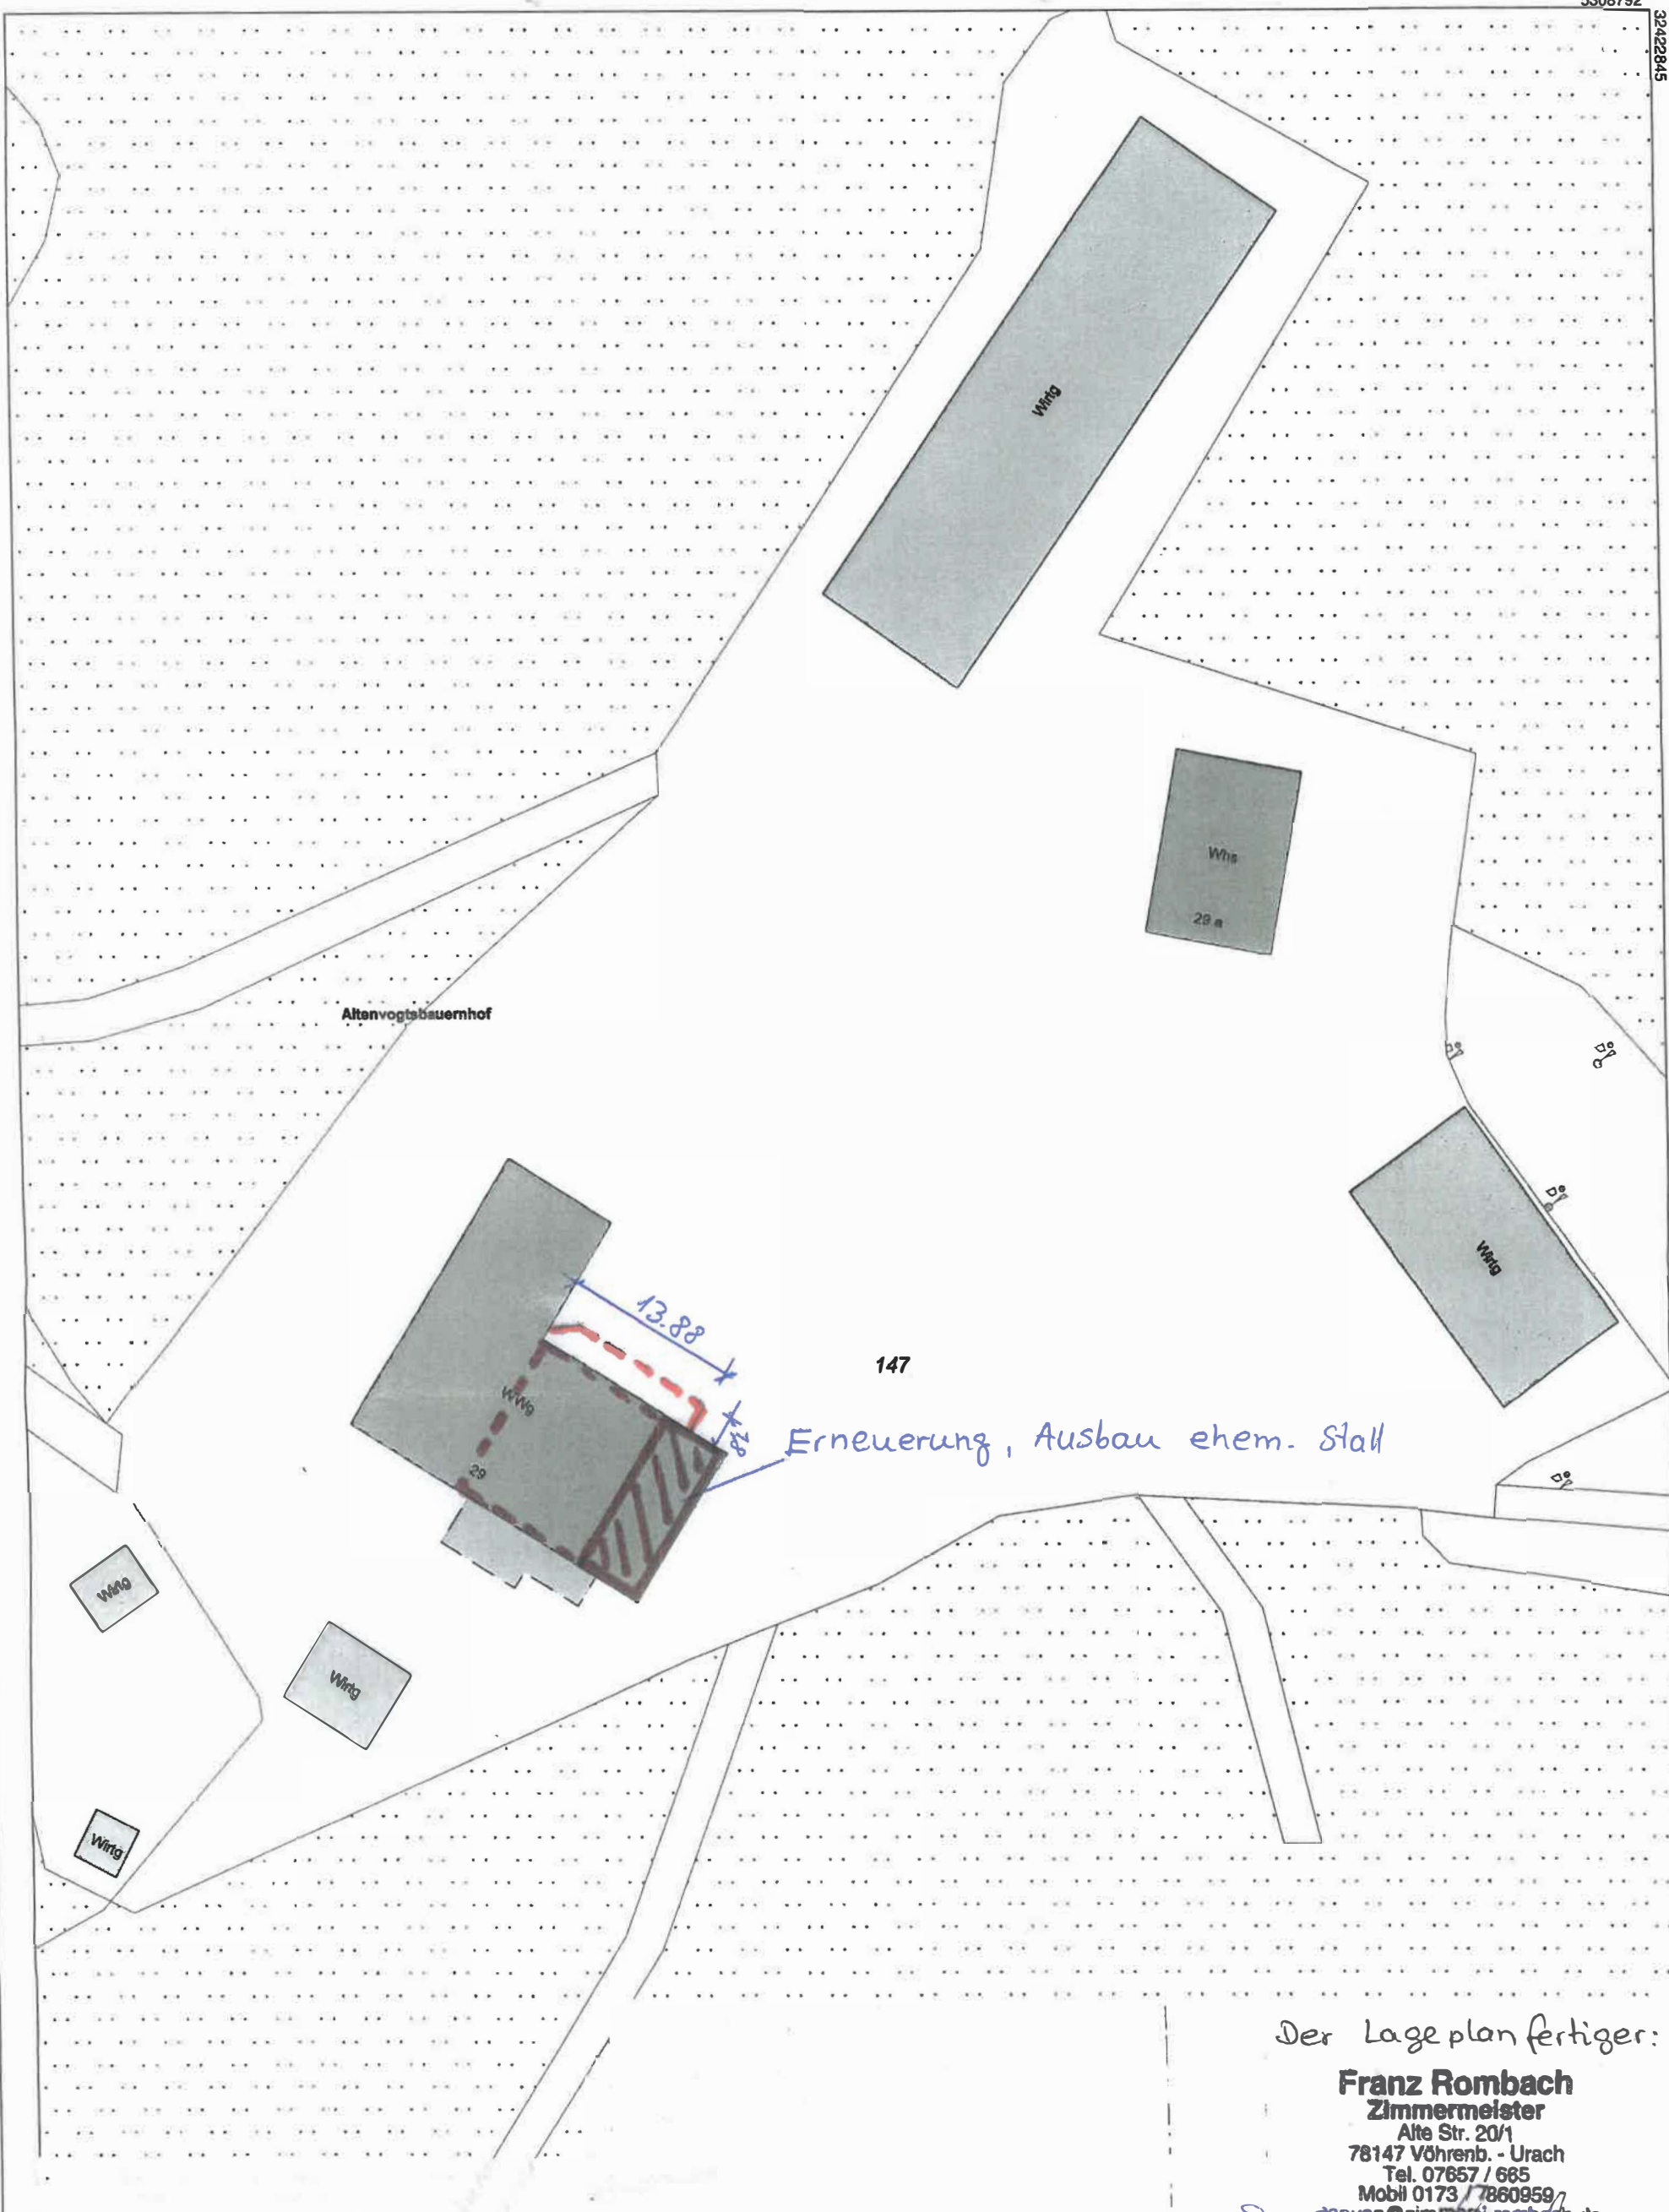 32422845
Wirtg
Whs
29 a
Altenvogtsbauernhof
Wirtg
13.88
147
WWg
29
Erneuerung, Ausbau ehem. Stall
Wirtg
Wirtg
Wirtg
Der Lageplanfertiger:
Franz Rombach
Zimmermeister
Alte Str. 20/1
78147 Vöhrenb. - Urach
Tel. 07657 / 665
Mobil 0173 / 7860959